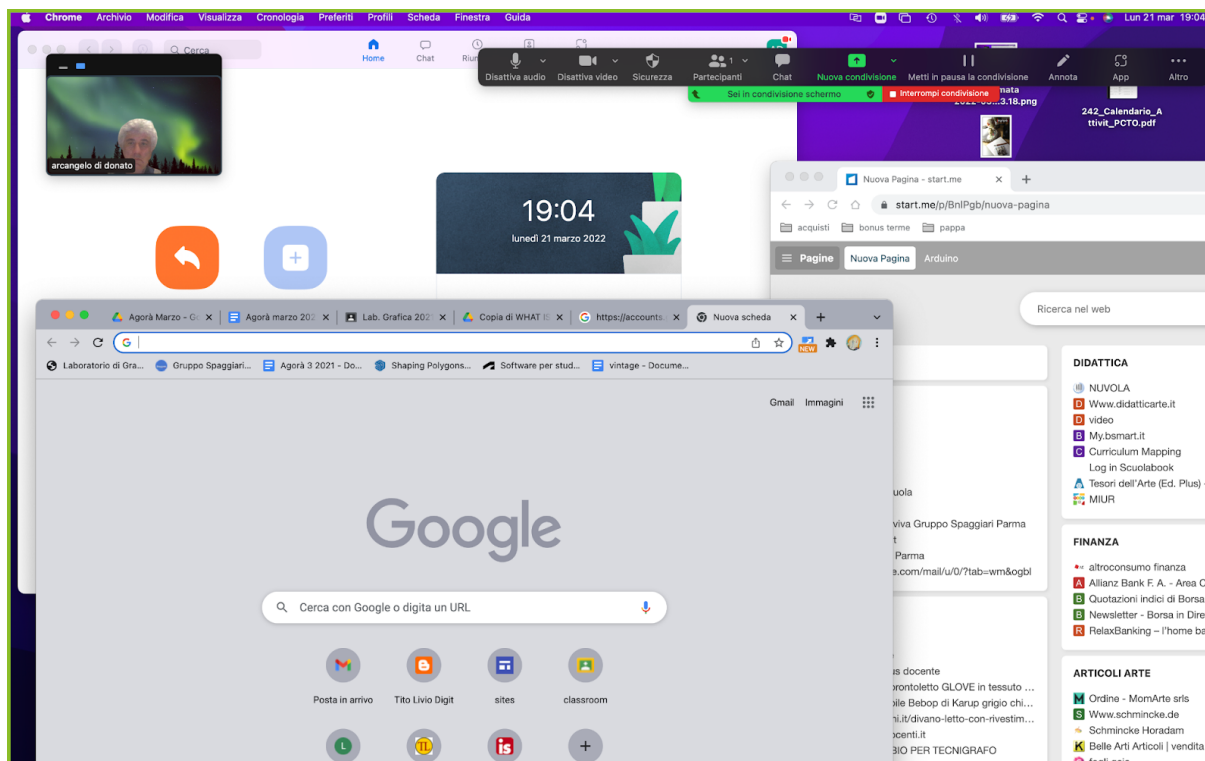 Chrome Archivio Modifica Visualizza Cronologia Preferiti Profili Scheda Finestra Guida
Lun 21 mar 19:04
Cerca
Home
Chat
Disattiva audio Disattiva video Sicurezza Partecipanti Chat Nuova condivisione Metti in pausa la condivisione Annota App Altro
1
Sei in condivisione schermo Interrompi condivisione
arcangelo di donato
242_Calendario_A
ttivit_PCTO.pdf
19:04
lunedì 21 marzo 2022
Nuova Pagina - start.me
start.me/p/BnlPgb/nuova-pagina
acquisti bonus terme pappa
Pagine Nuova Pagina Arduino
Ricerca nel web
DIDATTICA
NUVOLA
Www.didatticarte.it
video
My.bsmart.it
Curriculum Mapping
Log in Scuolabook
Tesori dell'Arte (Ed. Plus)
MIUR
FINANZA
altroconsumo finanza
Allianz Bank F. A. - Area
Quotazioni indici di Borsa
Newsletter - Borsa in
RelaxBanking – l'home
ARTICOLI ARTE
Ordine - MomArte srls
Www.schmincke.de
Schmincke Horadam
Belle Arti Articoli | vendita
viva Gruppo Spaggiari Parma
Parma
e.com/mail/u/0/?tab=wm&ogbl
docente
GLOVE in tessuto ...
Bebop di Karup grigio chi...
ni.it/divano-letto-con-rivestim...
PER TECNIGRAFO
Agorà Marzo - Agorà marzo Lab. Grafica Copia di WHAT https://accounts. Nuova scheda
NEW
Laboratorio di Gra... Gruppo Spaggiari... Agorà 3 2021 - Do... Shaping Polygons... Software per stud... vintage - Docume...
Gmail Immagini
Google
Cerca con Google o digita un URL
Posta in arrivo Tito Livio Digit sites classroom
L TL is